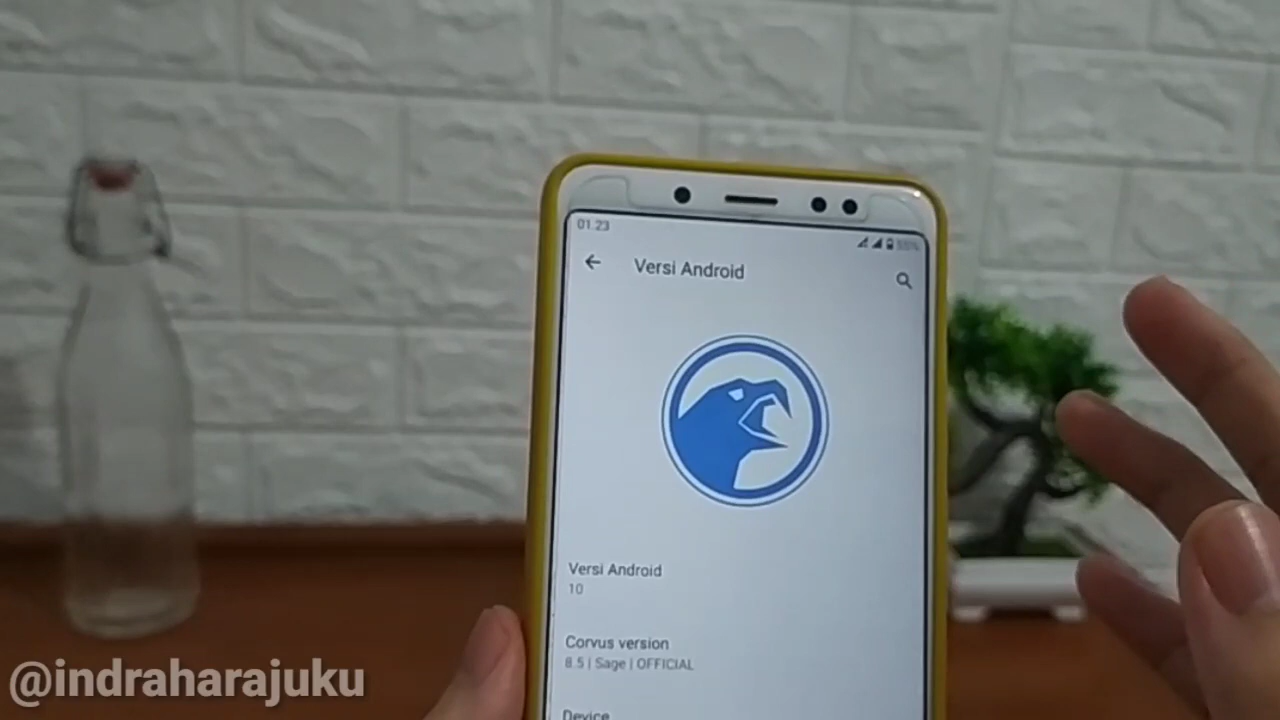 01.23
Versi Android
Versi Android
10
Corvus version
8.5 | Sage | OFFICIAL
Device
@indraharajuku